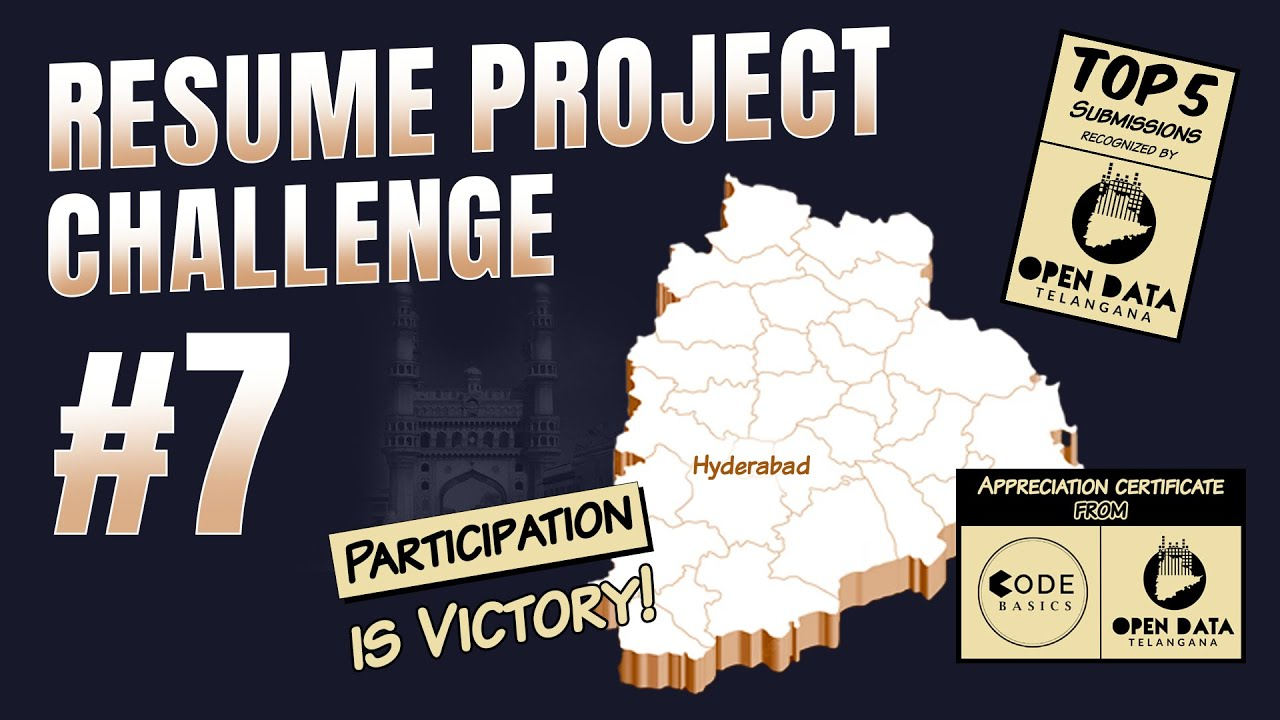 RESUME PROJECT
CHALLENGE
#7
TOP 5
SUBMISSIONS
RECOGNIZED BY
OPEN DATA
TELANGANA
Hyderabad
PARTICIPATION
IS VICTORY!
APPRECIATION CERTIFICATE
FROM
CODE
BASICS
OPEN DATA
TELANGANA